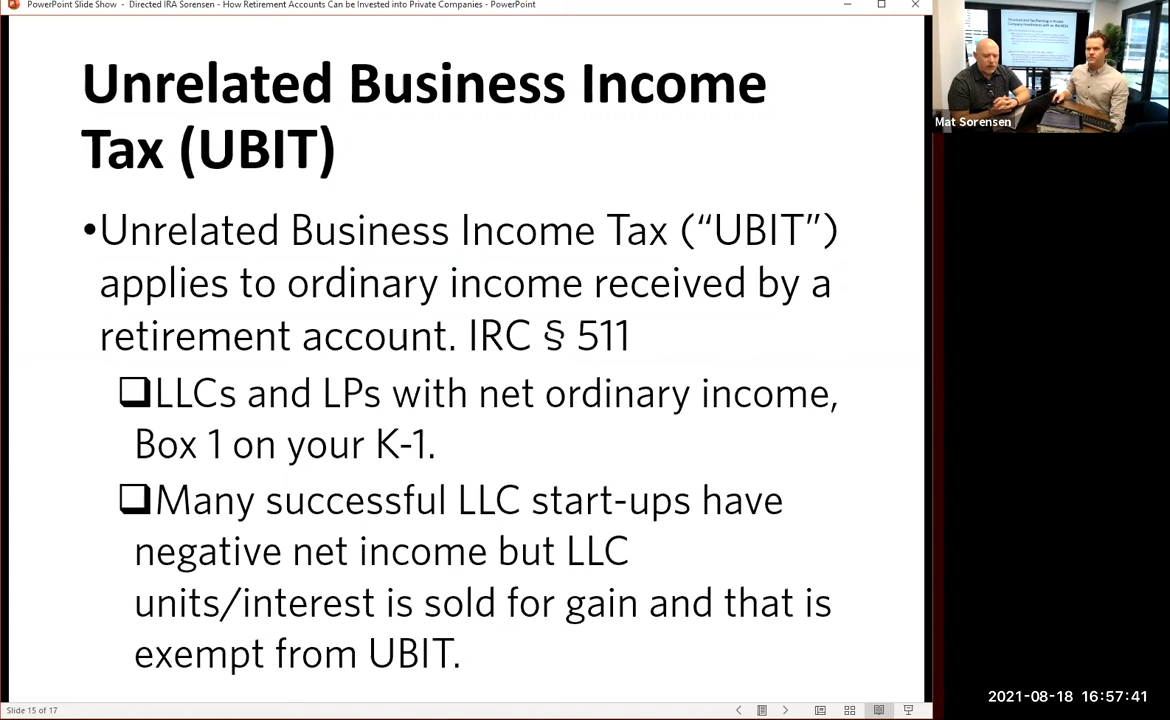 PowerPoint Slide Show - Directed IRA Sorensen - How Retirement Accounts Can be Invested into Private Companies - PowerPoint
Unrelated Business Income
Tax (UBIT)
•Unrelated Business Income Tax (“UBIT”)
applies to ordinary income received by a
retirement account. IRC § 511
❑LLCs and LPs with net ordinary income,
Box 1 on your K-1.
❑Many successful LLC start-ups have
negative net income but LLC
units/interest is sold for gain and that is
exempt from UBIT.
Mat Sorensen
Slide 15 of 17
2021-08-18 16:57:41